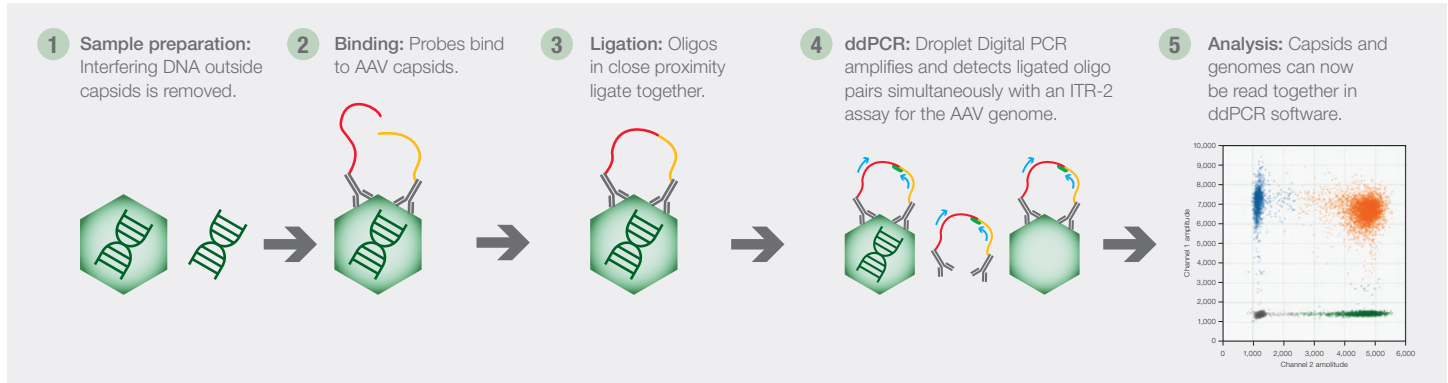 1
Sample preparation:
Interfering DNA outside
capsids is removed.
2
Binding: Probes bind
to AAV capsids.
3
Ligation: Oligos
in close proximity
ligate together.
4
ddPCR: Droplet Digital PCR
amplifies and detects ligated oligo
pairs simultaneously with an ITR-2
assay for the AAV genome.
5
Analysis: Capsids and
genomes can now
be read together in
ddPCR software.
Channel 1 amplitude
10,000
9,000
8,000
7,000
6,000
5,000
4,000
3,000
2,000
1,000
0
0 1,000 2,000 3,000 4,000 5,000 6,000
Channel 2 amplitude